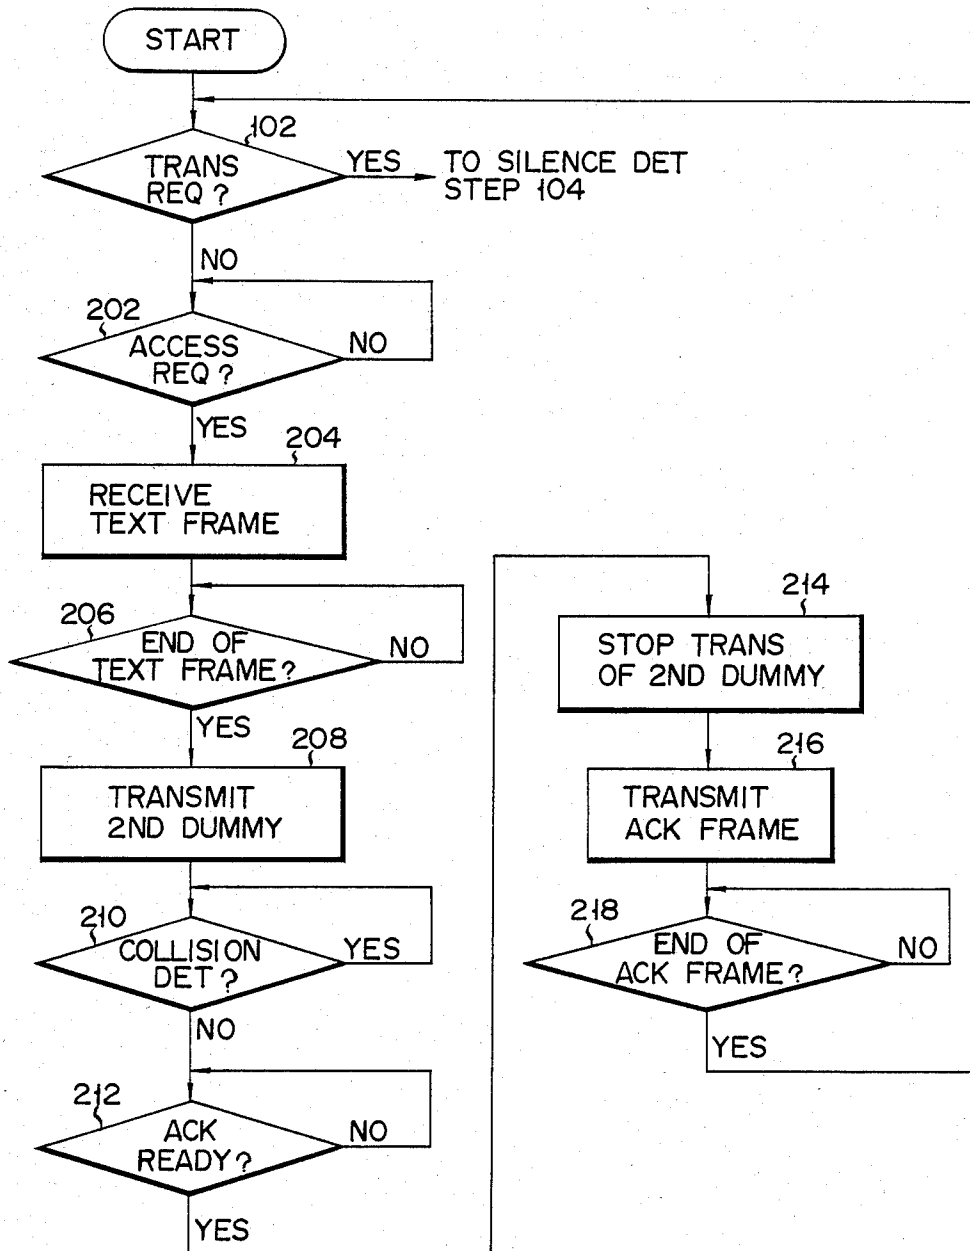 START
102
TRANS
REQ?
YES
TO SILENCE DET
STEP 104
NO
202
ACCESS
REQ?
NO
YES
204
RECEIVE
TEXT FRAME
206
END OF
TEXT FRAME?
NO
YES
208
TRANSMIT
2ND DUMMY
210
COLLISION
DET?
YES
NO
212
ACK
READY?
NO
YES
214
STOP TRANS
OF 2ND DUMMY
216
TRANSMIT
ACK FRAME
218
END OF
ACK FRAME?
NO
YES